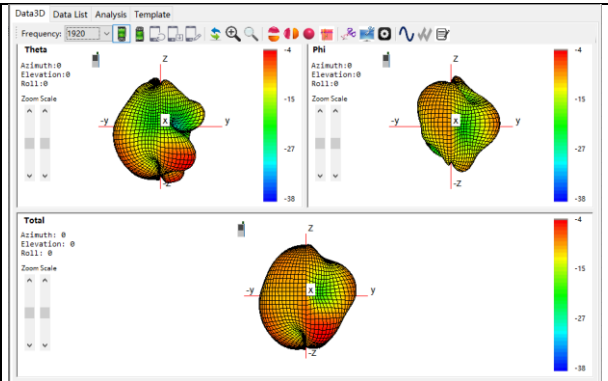 Data3D Data List Analysis Template
Frequency: 1920
Theta
Azimuth:0
Elevation:0
Roll:0
Zoom Scale
Z
-y
X
y
-Z
-4
-15
-27
-38
Phi
Azimuth:0
Elevation:0
Roll:0
Zoom Scale
Z
-y
X
y
-Z
-4
-15
-27
-38
Total
Azimuth: 0
Elevation: 0
Roll: 0
Zoom Scale
Z
-y
X
y
-Z
-4
-15
-27
-38